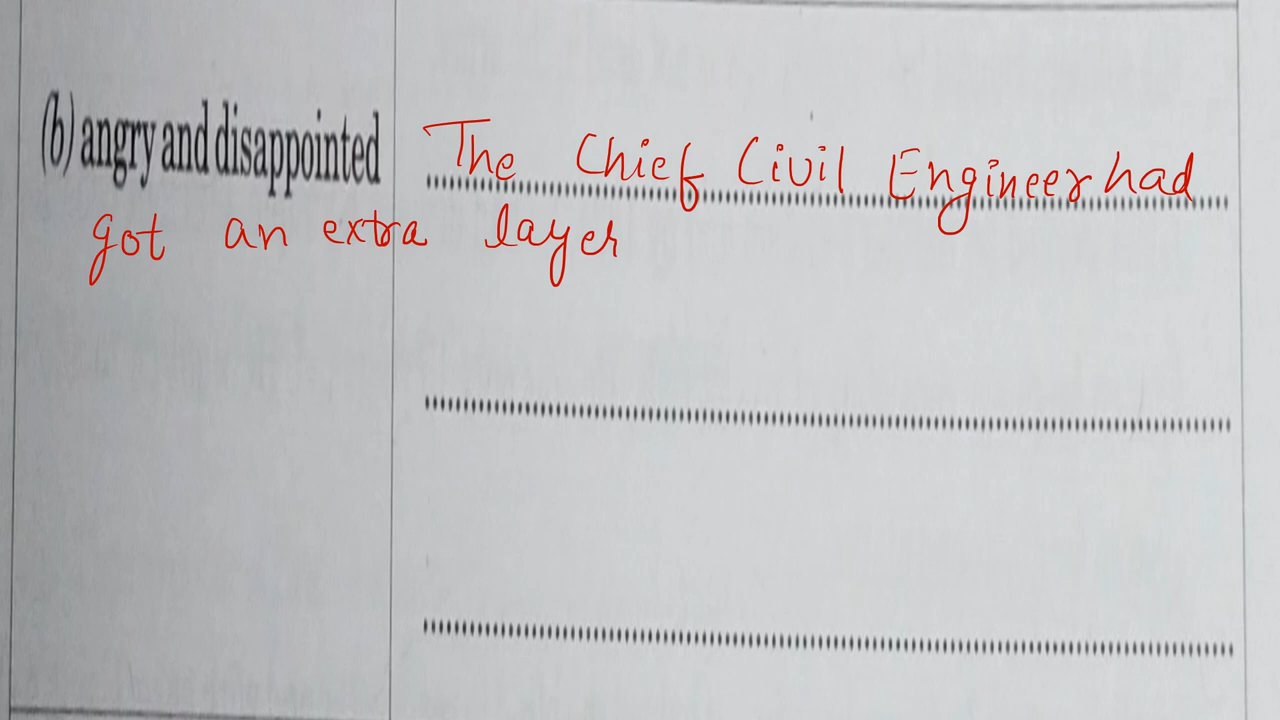 (b) angry and disappointed The Chief Civil Engineer had
got an extra layer